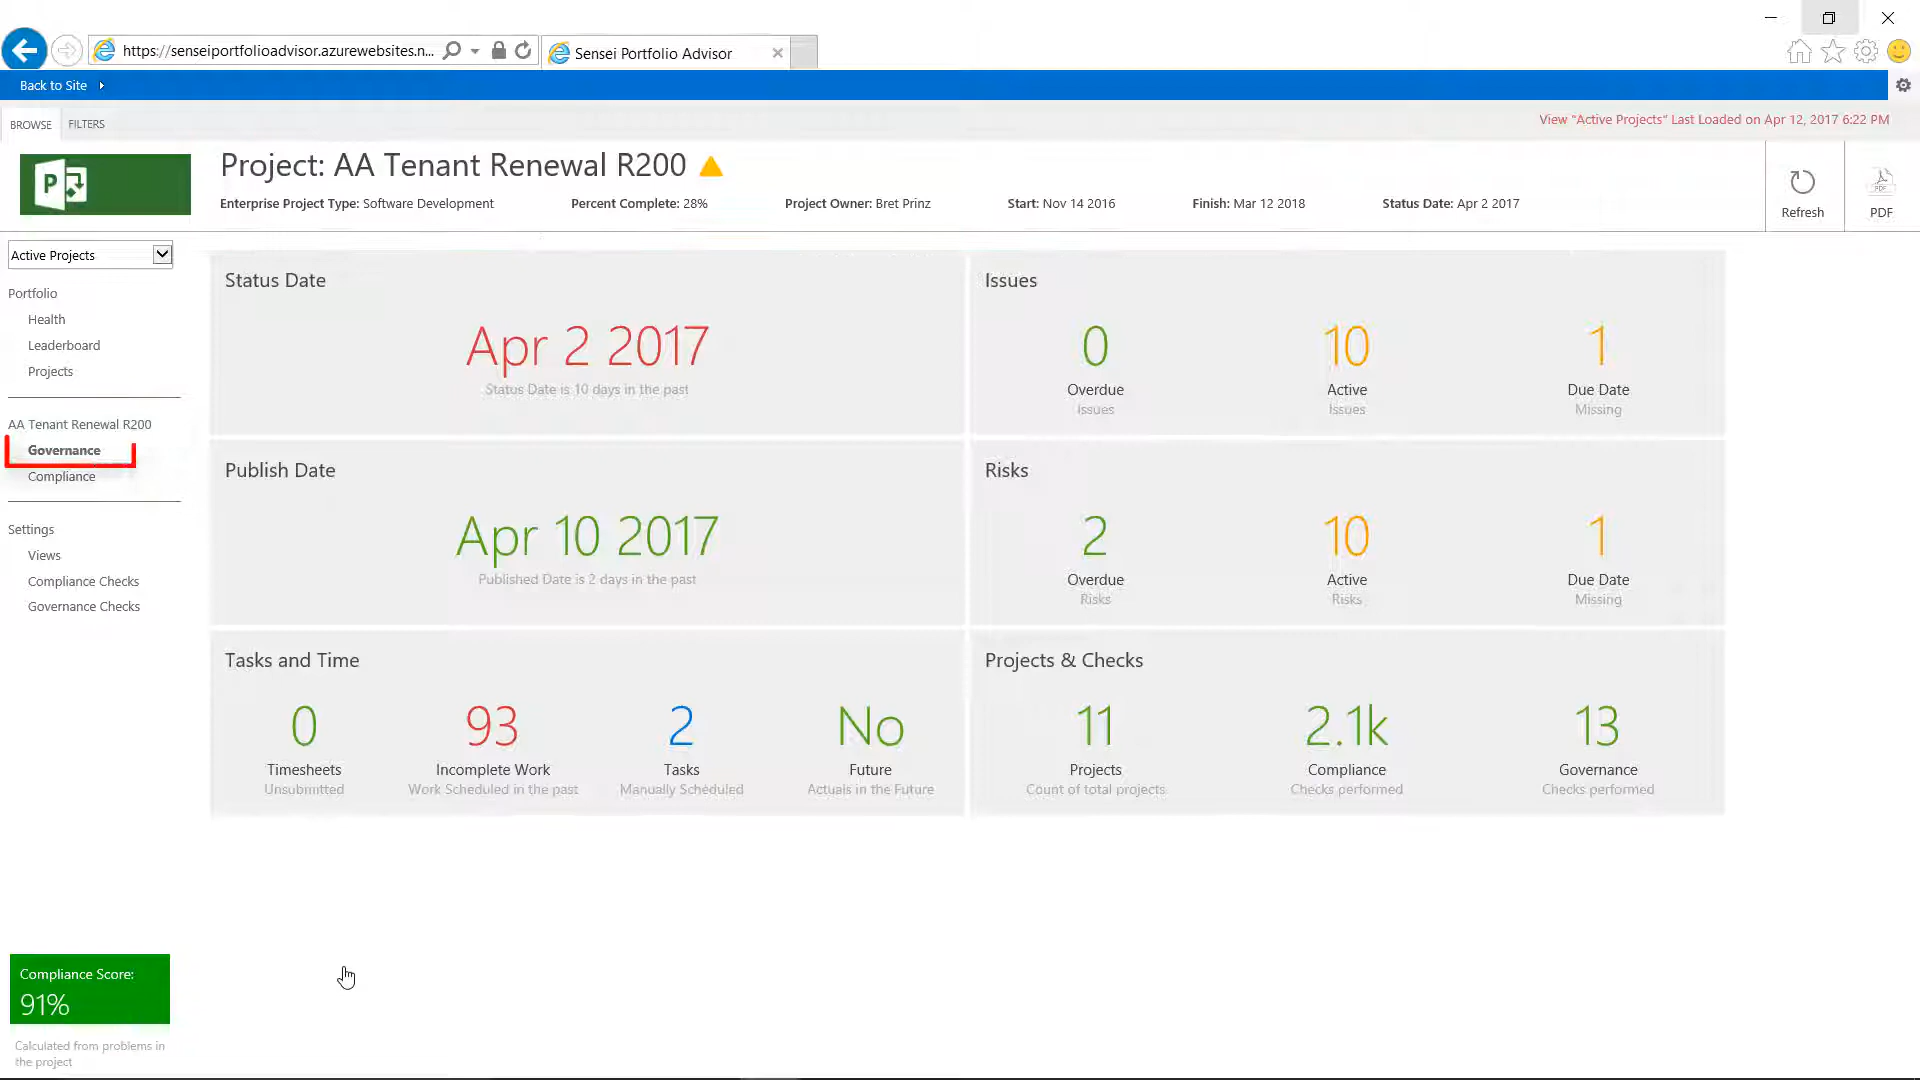 https://senseiportfolioadvisor.azurewebsites.n...
Sensei Portfolio Advisor
Back to Site
BROWSE
FILTERS
View "Active Projects" Last Loaded on Apr 12, 2017 6:22 PM
P
Project: AA Tenant Renewal R200
Enterprise Project Type: Software Development
Percent Complete: 28%
Project Owner: Bret Prinz
Start: Nov 14 2016
Finish: Mar 12 2018
Status Date: Apr 2 2017
Refresh
PDF
PDF
Active Projects
Portfolio
Health
Leaderboard
Projects
AA Tenant Renewal R200
Governance
Compliance
Settings
Views
Compliance Checks
Governance Checks
Status Date
Apr 2 2017
Status Date is 10 days in the past
Issues
0
Overdue
Issues
10
Active
Issues
1
Due Date
Missing
Publish Date
Apr 10 2017
Published Date is 2 days in the past
Risks
2
Overdue
Risks
10
Active
Risks
1
Due Date
Missing
Tasks and Time
0
Timesheets
Unsubmitted
93
Incomplete Work
Work Scheduled in the past
2
Tasks
Manually Scheduled
No
Future
Actuals in the Future
Projects & Checks
11
Projects
Count of total projects
2.1k
Compliance
Checks performed
13
Governance
Checks performed
Compliance Score:
91%
Calculated from problems in
the project